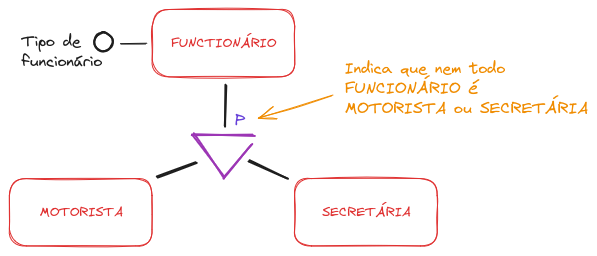 Tipo de
funcionário
FUNCTIONÁRIO
Indica que nem todo
FUNCIONÁRIO é
MOTORISTA ou SECRETÁRIA
P
MOTORISTA
SECRETÁRIA